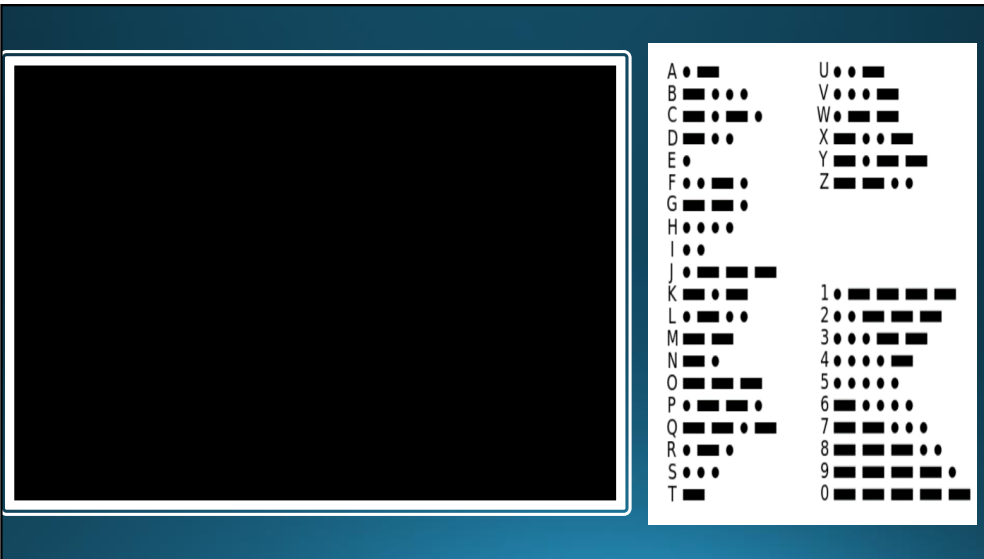 A • ▬ U • • ▬
B ▬ • • • V • • • ▬
C ▬ • ▬ • W • ▬ ▬
D ▬ • • X ▬ • • ▬
E • Y ▬ • ▬ ▬
F • • ▬ • Z ▬ ▬ • •
G ▬ ▬ •
H • • • •
I • •
J • ▬ ▬ ▬
K ▬ • ▬ 1 • ▬ ▬ ▬ ▬
L • ▬ • • 2 • • ▬ ▬ ▬
M ▬ ▬ 3 • • • ▬ ▬
N ▬ • 4 • • • • ▬
O ▬ ▬ ▬ 5 • • • • •
P • ▬ ▬ • 6 ▬ • • • •
Q ▬ ▬ • ▬ 7 ▬ ▬ • • •
R • ▬ • 8 ▬ ▬ ▬ • •
S • • • 9 ▬ ▬ ▬ ▬ •
T ▬ 0 ▬ ▬ ▬ ▬ ▬